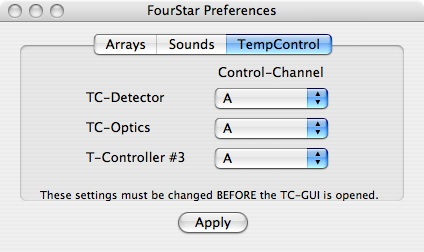 FourStar Preferences
Arrays Sounds TempControl
Control-Channel
TC-Detector A
TC-Optics A
T-Controller #3 A
These settings must be changed BEFORE the TC-GUI is opened.
Apply